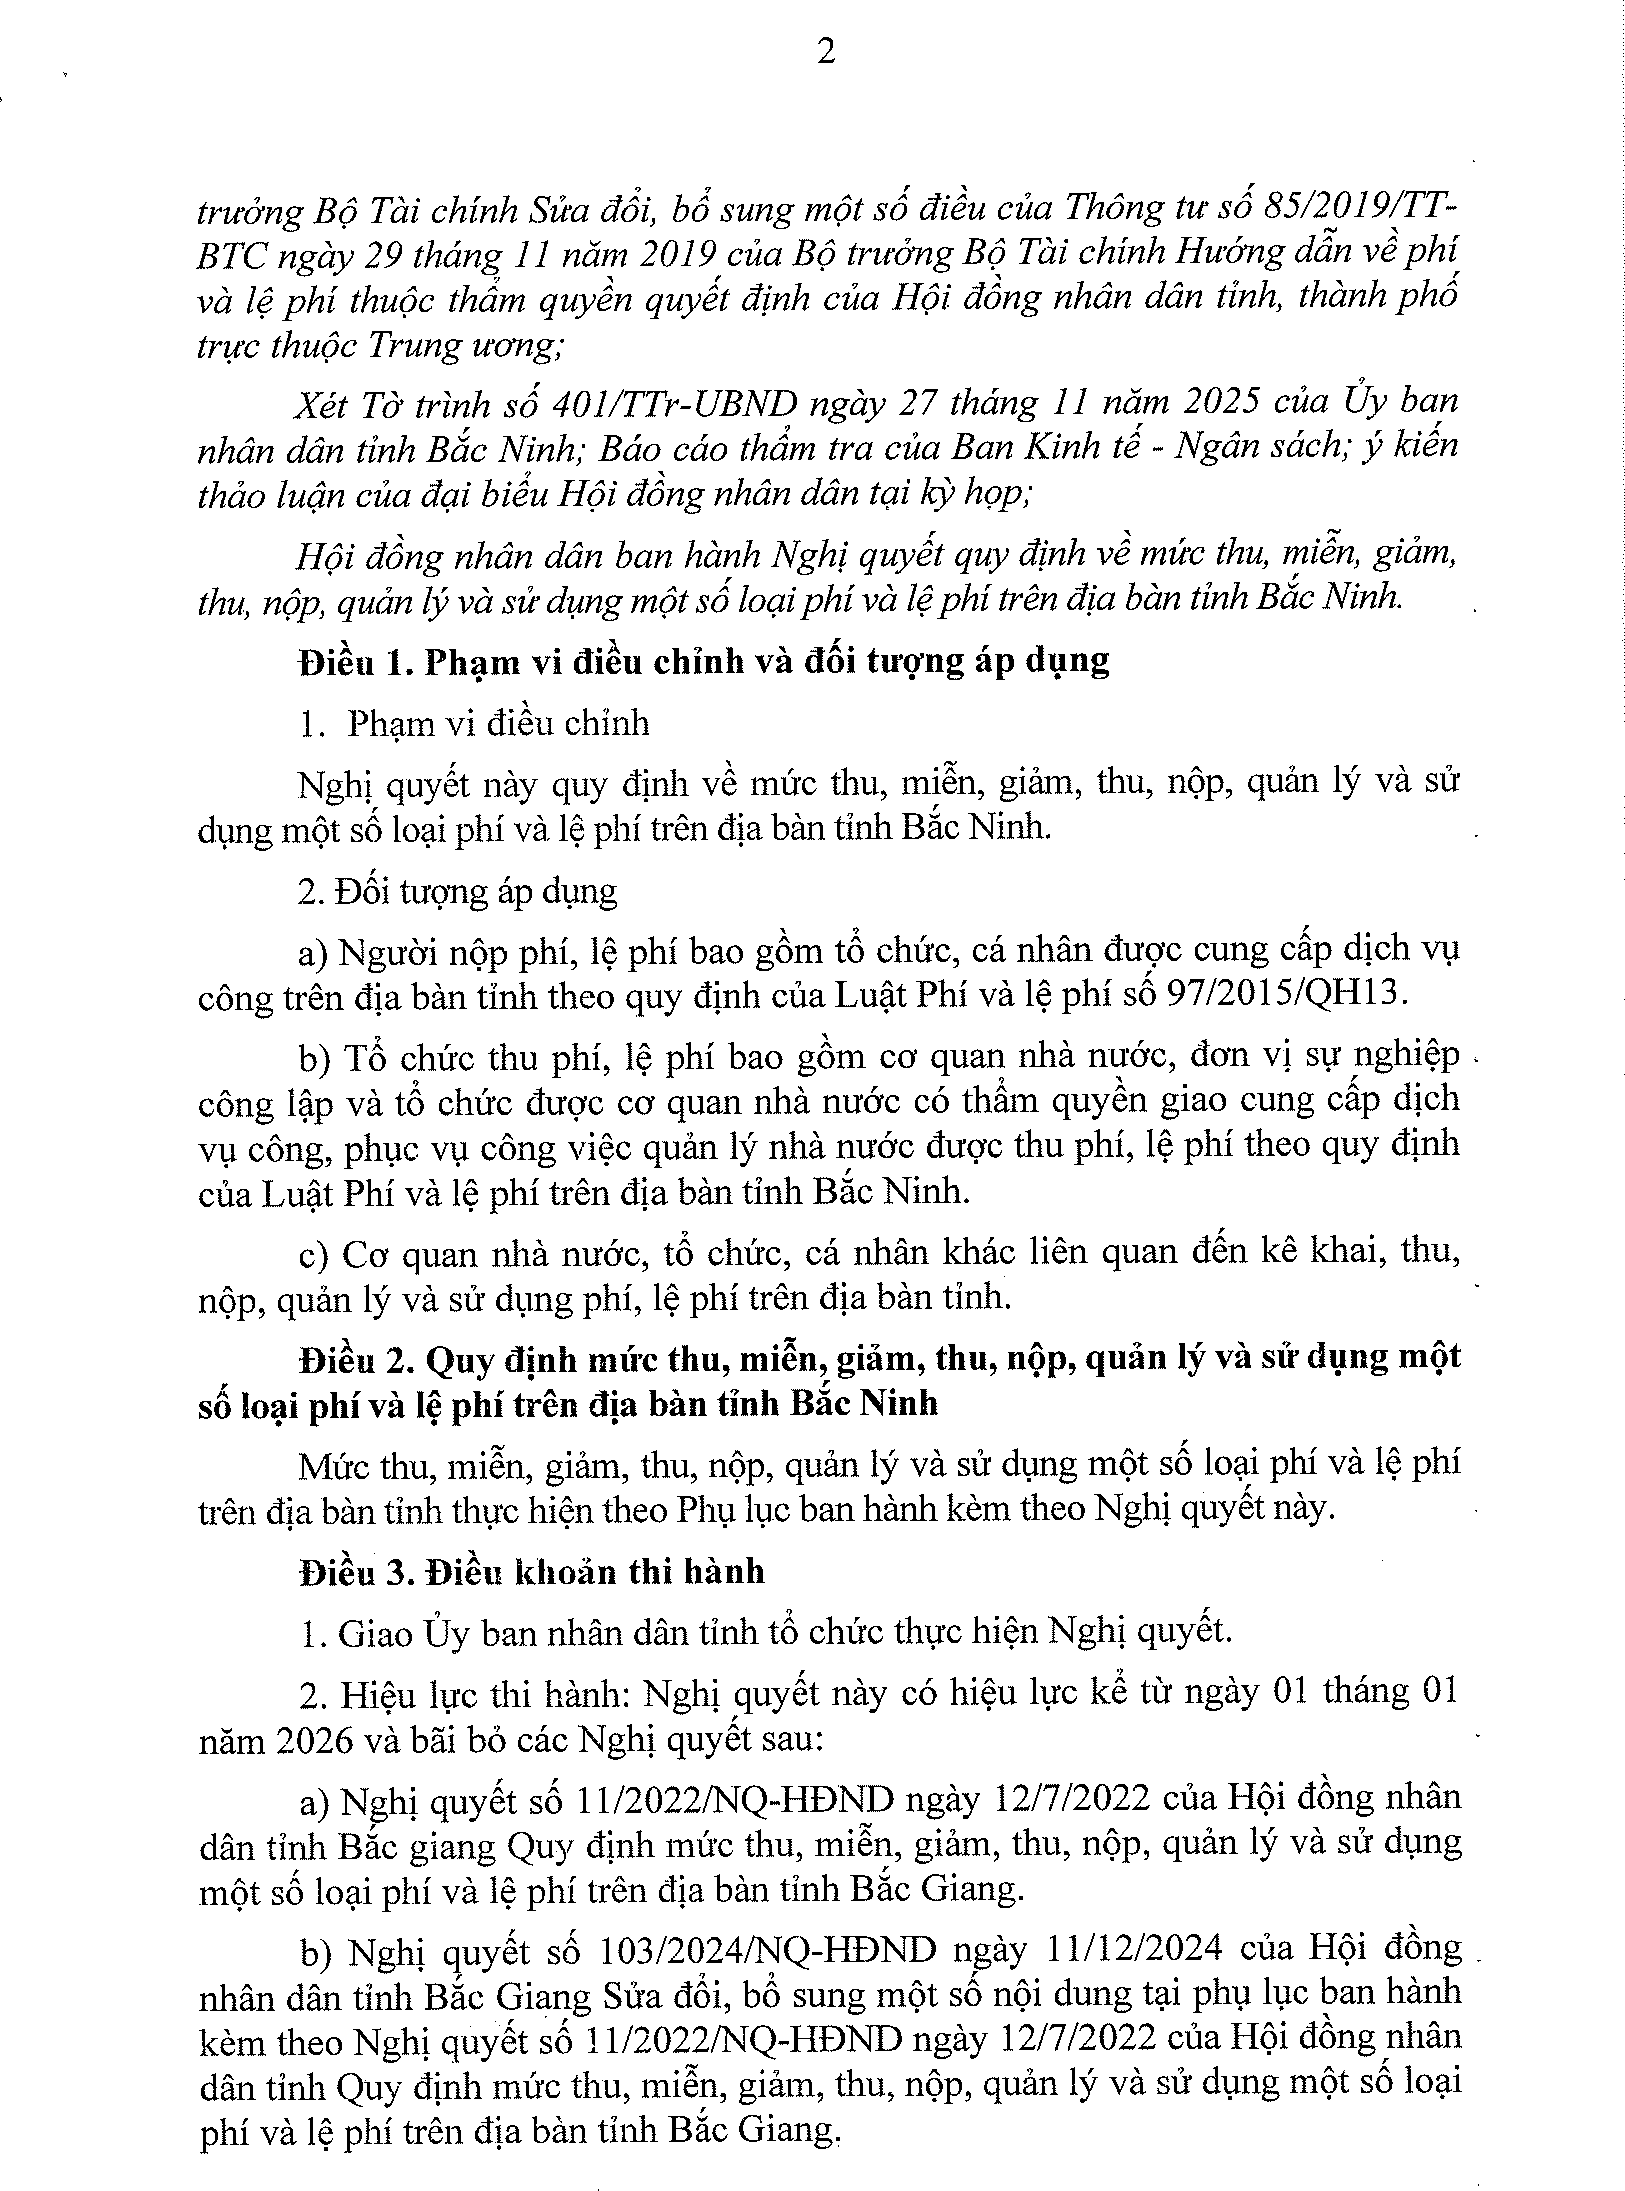 2
trưởng Bộ Tài chính Sửa đổi, bổ sung một số điều của Thông tư số 85/2019/TT-
BTC ngày 29 tháng 11 năm 2019 của Bộ trưởng Bộ Tài chính Hướng dẫn về phí
và lệ phí thuộc thẩm quyền quyết định của Hội đồng nhân dân tỉnh, thành phố
trực thuộc Trung ương;
Xét Tờ trình số 401/TTr-UBND ngày 27 tháng 11 năm 2025 của Ủy ban
nhân dân tỉnh Bắc Ninh; Báo cáo thẩm tra của Ban Kinh tế - Ngân sách; ý kiến
thảo luận của đại biểu Hội đồng nhân dân tại kỳ họp;
Hội đồng nhân dân ban hành Nghị quyết quy định về mức thu, miễn, giảm,
thu, nộp, quản lý và sử dụng một số loại phí và lệ phí trên địa bàn tỉnh Bắc Ninh.
Điều 1. Phạm vi điều chỉnh và đối tượng áp dụng
1. Phạm vi điều chỉnh
Nghị quyết này quy định về mức thu, miễn, giảm, thu, nộp, quản lý và sử
dụng một số loại phí và lệ phí trên địa bàn tỉnh Bắc Ninh.
2. Đối tượng áp dụng
a) Người nộp phí, lệ phí bao gồm tổ chức, cá nhân được cung cấp dịch vụ
công trên địa bàn tỉnh theo quy định của Luật Phí và lệ phí số 97/2015/QH13.
b) Tổ chức thu phí, lệ phí bao gồm cơ quan nhà nước, đơn vị sự nghiệp
công lập và tổ chức được cơ quan nhà nước có thẩm quyền giao cung cấp dịch
vụ công, phục vụ công việc quản lý nhà nước được thu phí, lệ phí theo quy định
của Luật Phí và lệ phí trên địa bàn tỉnh Bắc Ninh.
c) Cơ quan nhà nước, tổ chức, cá nhân khác liên quan đến kê khai, thu,
nộp, quản lý và sử dụng phí, lệ phí trên địa bàn tỉnh.
Điều 2. Quy định mức thu, miễn, giảm, thu, nộp, quản lý và sử dụng một
số loại phí và lệ phí trên địa bàn tỉnh Bắc Ninh
Mức thu, miễn, giảm, thu, nộp, quản lý và sử dụng một số loại phí và lệ phí
trên địa bàn tỉnh thực hiện theo Phụ lục ban hành kèm theo Nghị quyết này.
Điều 3. Điều khoản thi hành
1. Giao Ủy ban nhân dân tỉnh tổ chức thực hiện Nghị quyết.
2. Hiệu lực thi hành: Nghị quyết này có hiệu lực kể từ ngày 01 tháng 01
năm 2026 và bãi bỏ các Nghị quyết sau:
a) Nghị quyết số 11/2022/NQ-HĐND ngày 12/7/2022 của Hội đồng nhân
dân tỉnh Bắc giang Quy định mức thu, miễn, giảm, thu, nộp, quản lý và sử dụng
một số loại phí và lệ phí trên địa bàn tỉnh Bắc Giang.
b) Nghị quyết số 103/2024/NQ-HĐND ngày 11/12/2024 của Hội đồng
nhân dân tỉnh Bắc Giang Sửa đổi, bổ sung một số nội dung tại phụ lục ban hành
kèm theo Nghị quyết số 11/2022/NQ-HĐND ngày 12/7/2022 của Hội đồng nhân
dân tỉnh Quy định mức thu, miễn, giảm, thu, nộp, quản lý và sử dụng một số loại
phí và lệ phí trên địa bàn tỉnh Bắc Giang.